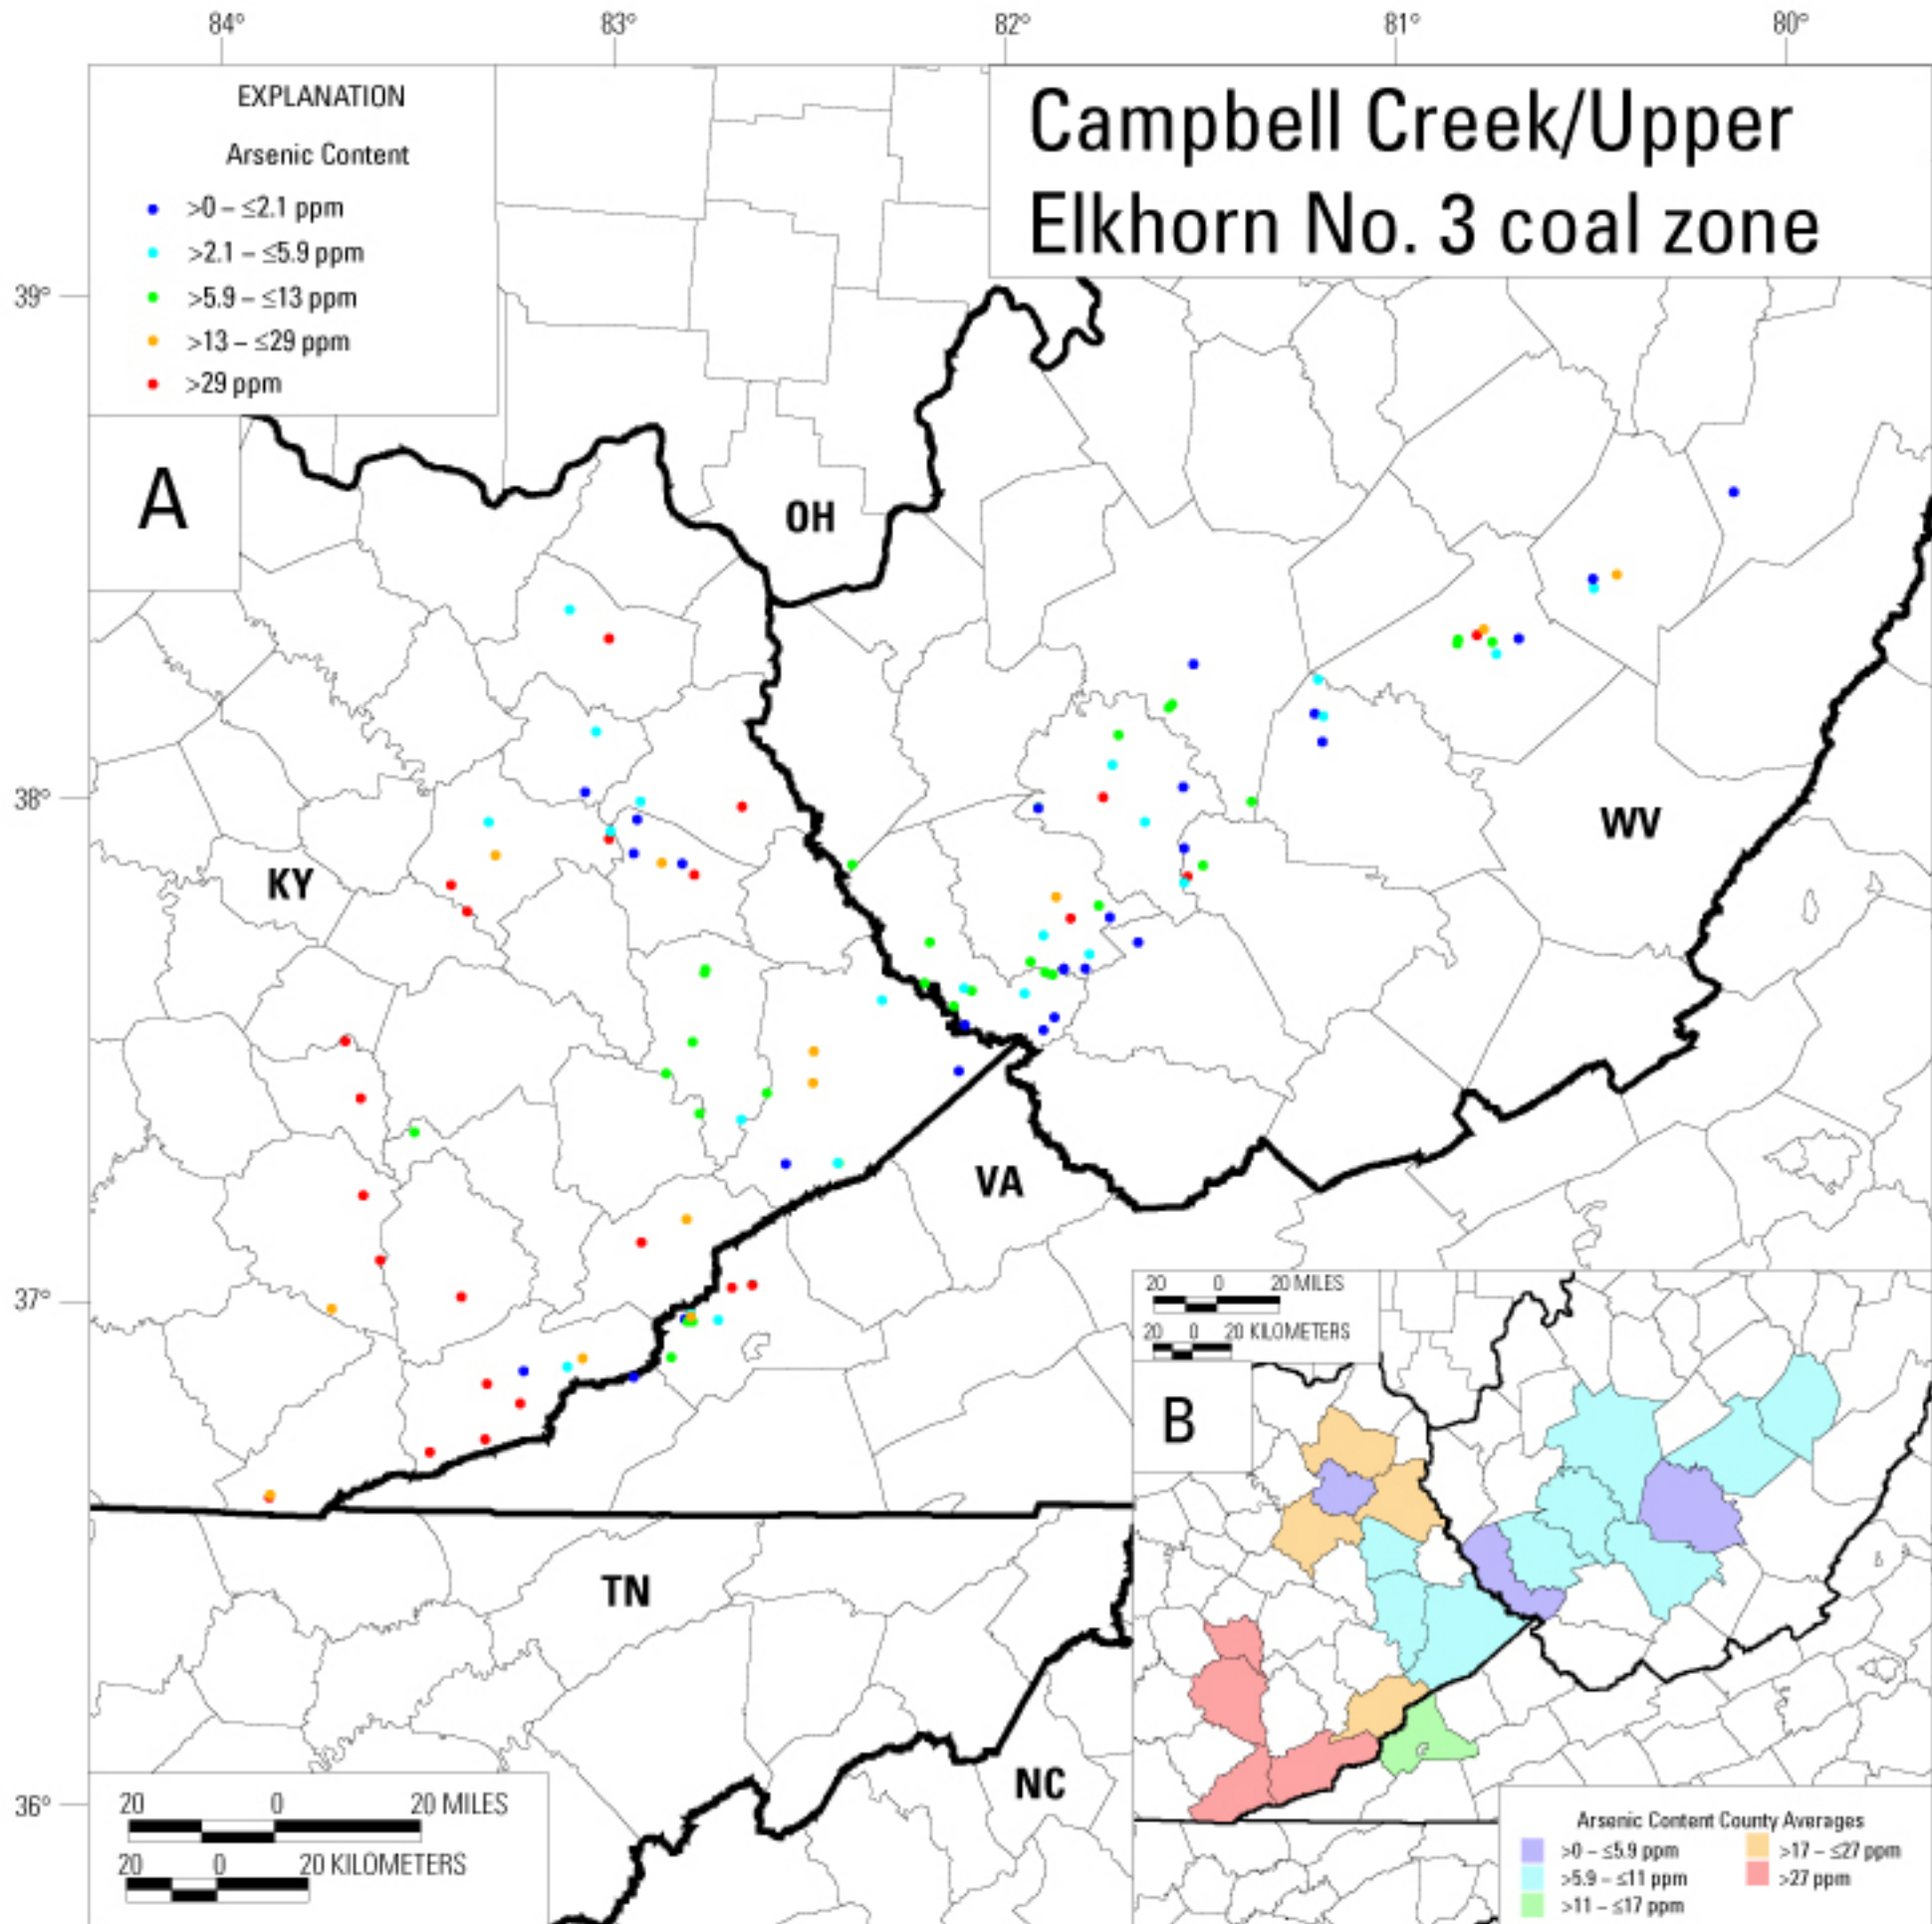 84° 83° 82° 81° 80°
EXPLANATION
Arsenic Content
>0 – ≤2.1 ppm
>2.1 – ≤5.9 ppm
>5.9 – ≤13 ppm
>13 – ≤29 ppm
>29 ppm
Campbell Creek/Upper
Elkhorn No. 3 coal zone
39°
A
OH
38°
WV
KY
VA
37°
TN
NC
36°
20 0 20 MILES
20 0 20 KILOMETERS
20 0 20 MILES
20 0 20 KILOMETERS
B
Arsenic Content County Averages
>0 – ≤5.9 ppm
>5.9 – ≤11 ppm
>11 – ≤17 ppm
>17 – ≤27 ppm
>27 ppm